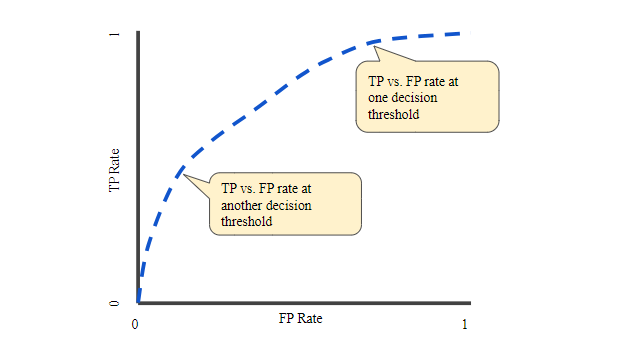 1
TP vs. FP rate at
one decision
threshold
TP Rate
TP vs. FP rate at
another decision
threshold
0
0
FP Rate
1